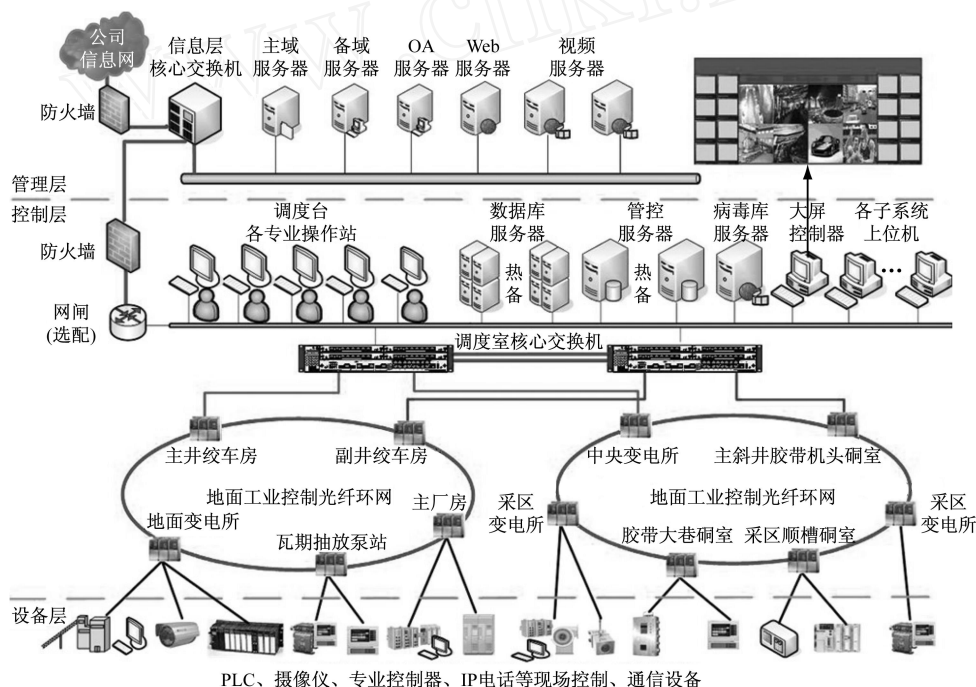 公司
信息网
信息层
核心交换机
主域
服务器
备域
服务器
OA
服务器
Web
服务器
视频
服务器
防火墙
管理层
控制层
调度台
各专业操作站
数据库
服务器
管控
服务器
病毒库
服务器
大屏
控制器
各子系统
上位机
防火墙
热
备
热
备
网闸
(选配)
调度室核心交换机
主井绞车房
副井绞车房
中央变电所
主斜井胶带机头硐室
地面工业控制光纤环网
主厂房
采区
变电所
地面工业控制光纤环网
采区
变电所
地面变电所
瓦期抽放泵站
胶带大巷硐室
采区顺槽硐室
设备层
PLC、摄像仪、专业控制器、IP电话等现场控制、通信设备